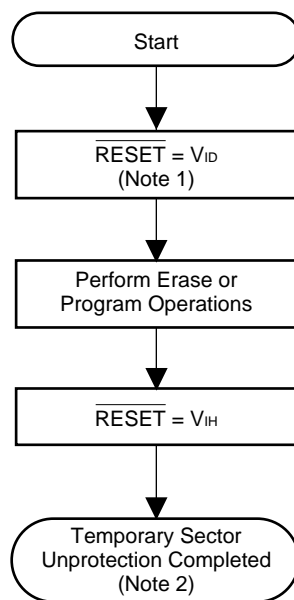 Start
RESET = VID
(Note 1)
Perform Erase or
Program Operations
RESET = VIH
Temporary Sector
Unprotection Completed
(Note 2)